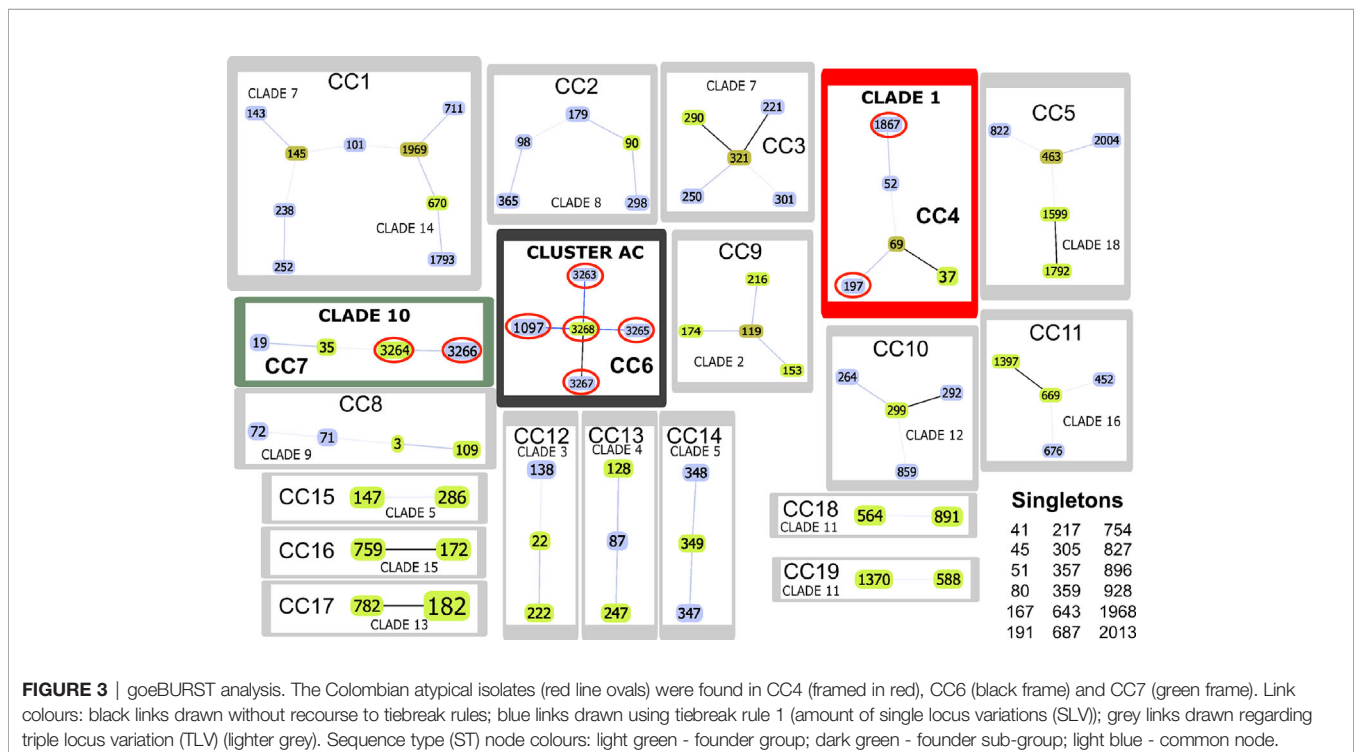 CC1
CLADE 7
143
711
145
101
1969
238
670
CLADE 14
252
1793
CC2
179
98
90
365
298
CLADE 8
CLADE 7
290
221
CC3
321
250
301
CLADE 1
1867
52
CC4
69
197
37
CC5
822
2004
463
1599
CLADE 18
1792
CLADE 10
19
35
3264
3266
CC7
CLUSTER AC
3263
1097
3268
3265
CC6
3267
CC9
216
174
119
CLADE 2
153
CC10
264
292
299
CLADE 12
859
CC11
1397
452
669
CLADE 16
676
CC8
72
71
3
109
CLADE 9
CC12
CLADE 3
138
22
222
CC13
CLADE 4
128
87
247
CC14
CLADE 5
348
349
347
CC15
147
286
CLADE 5
CC16
759
172
CLADE 15
CC17
782
182
CLADE 13
CC18
564
891
CLADE 11
CC19
1370
588
CLADE 11
Singletons
41 217 754
45 305 827
51 357 896
80 359 928
167 643 1968
191 687 2013
FIGURE 3 | goeBURST analysis. The Colombian atypical isolates (red line ovals) were found in CC4 (framed in red), CC6 (black frame) and CC7 (green frame). Link
colours: black links drawn without recourse to tiebreak rules; blue links drawn using tiebreak rule 1 (amount of single locus variations (SLV)); grey links drawn regarding
triple locus variation (TLV) (lighter grey). Sequence type (ST) node colours: light green - founder group; dark green - founder sub-group; light blue - common node.